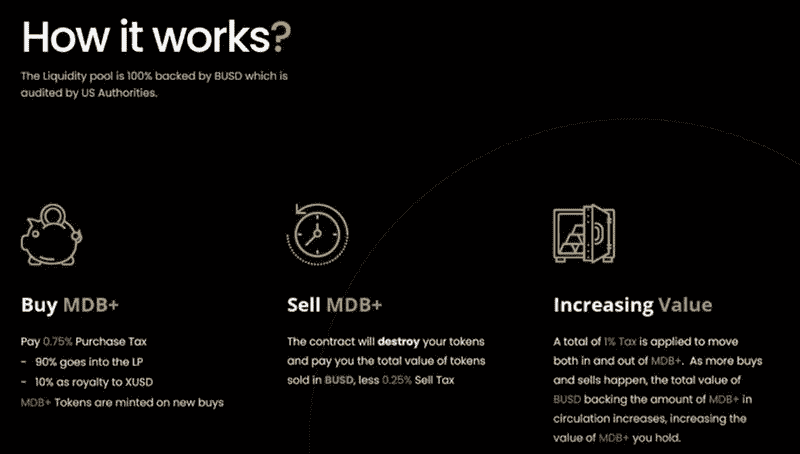 How it works?
The Liquidity pool is 100% backed by BUSD which is
audited by US Authorities.
Buy MDB+
Pay 0.75% Purchase Tax
- 90% goes into the LP
- 10% as royalty to XUSD
MDB+ Tokens are minted on new buys
Sell MDB+
The contract will destroy your tokens
and pay you the total value of tokens
sold in BUSD, less 0.25% Sell Tax
Increasing Value
A total of 1% Tax is applied to move
both in and out of MDB+. As more buys
and sells happen, the total value of
BUSD backing the amount of MDB+ in
circulation increases, increasing the
value of MDB+ you hold.